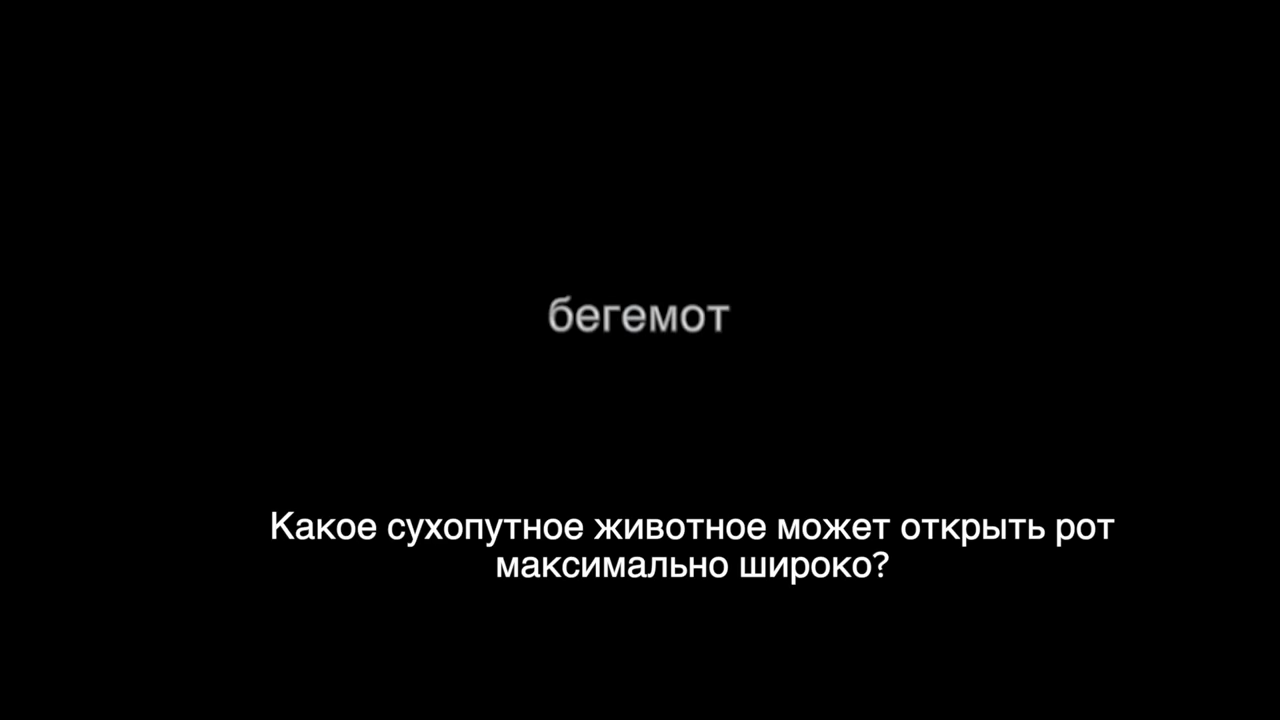 бегемот
Какое сухопутное животное может открыть рот
максимально широко?